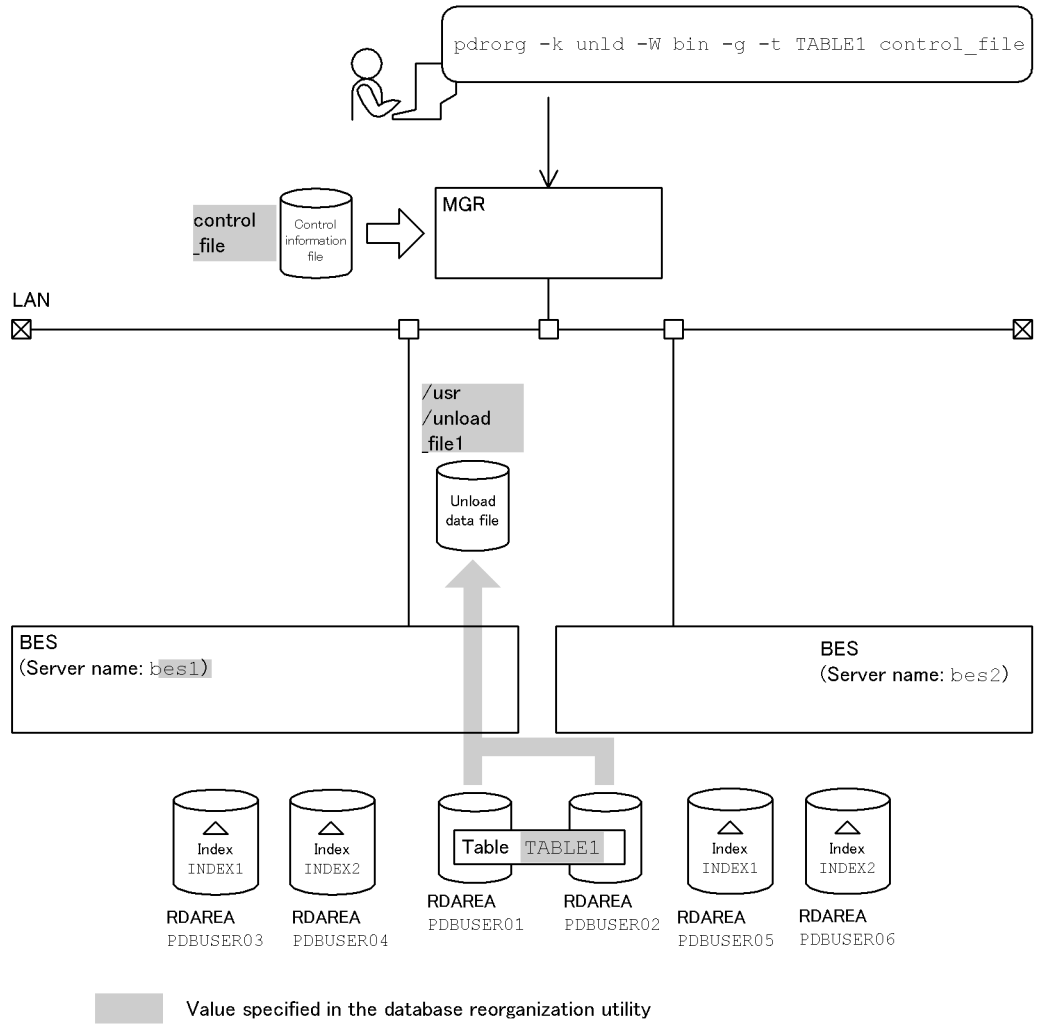 pdrorg -k unld -W bin -g -t TABLE1 control_file
control
_file
Control
information
file
MGR
LAN
/usr
/unload
_file1
Unload
data file
BES
(Server name: bes1)
BES
(Server name: bes2)
Index
INDEX1
Index
INDEX2
Table TABLE1
Index
INDEX1
Index
INDEX2
RDAREA
PDBUSER03
RDAREA
PDBUSER04
RDAREA
PDBUSER01
RDAREA
PDBUSER02
RDAREA
PDBUSER05
RDAREA
PDBUSER06
Value specified in the database reorganization utility